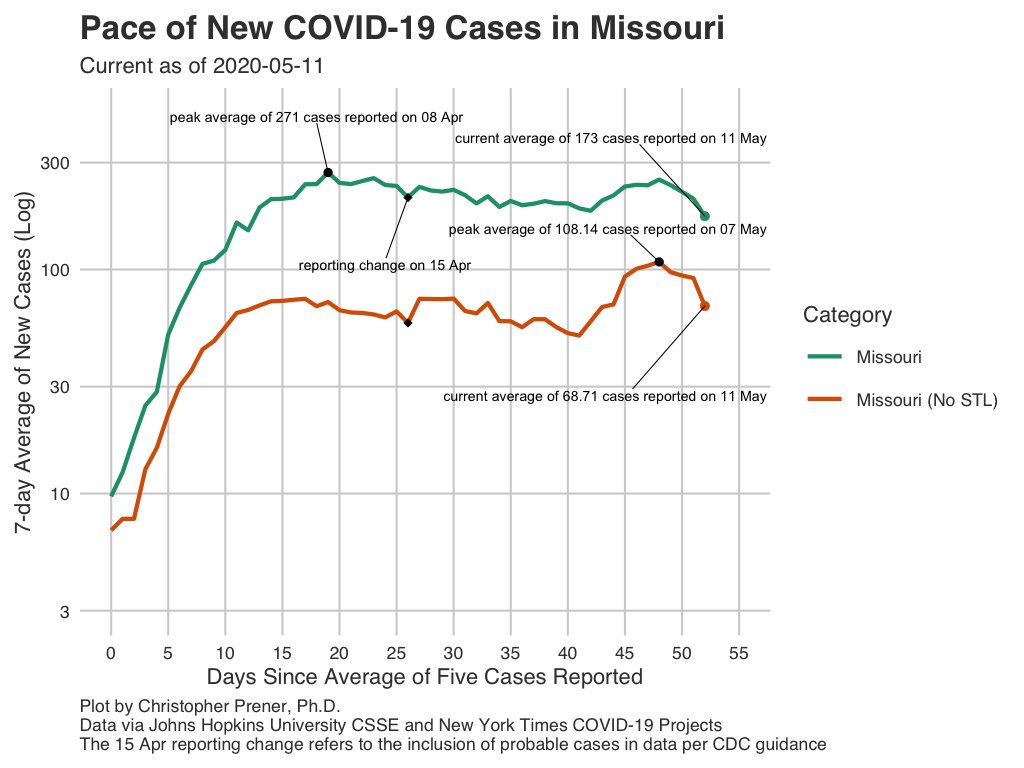 Pace of New COVID-19 Cases in Missouri
Current as of 2020-05-11
peak average of 271 cases reported on 08 Apr
current average of 173 cases reported on 11 May
300
peak average of 108.14 cases reported on 07 May
reporting change on 15 Apr
100
30
current average of 68.71 cases reported on 11 May
10
3
7-day Average of New Cases (Log)
0 5 10 15 20 25 30 35 40 45 50 55
Days Since Average of Five Cases Reported
Category
Missouri
Missouri (No STL)
Plot by Christopher Prener, Ph.D.
Data via Johns Hopkins University CSSE and New York Times COVID-19 Projects
The 15 Apr reporting change refers to the inclusion of probable cases in data per CDC guidance